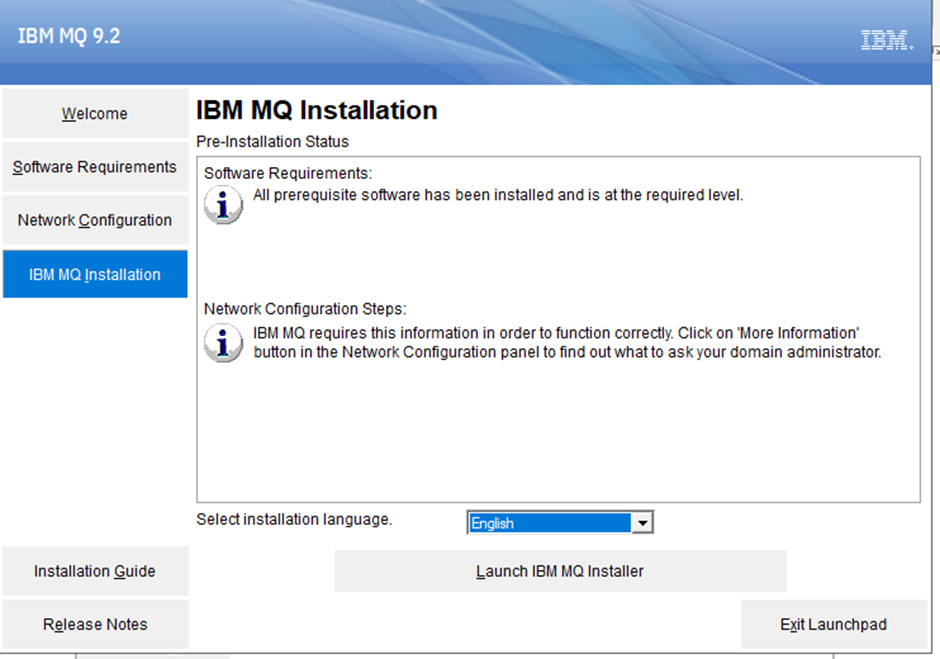 IBM MQ 9.2
IBM.
Welcome
Software Requirements
Network Configuration
IBM MQ Installation
IBM MQ Installation
Pre-Installation Status
Software Requirements:
All prerequisite software has been installed and is at the required level.
Network Configuration Steps:
IBM MQ requires this information in order to function correctly. Click on 'More Information'
button in the Network Configuration panel to find out what to ask your domain administrator.
Select installation language.
English
Installation Guide
Launch IBM MQ Installer
Release Notes
Exit Launchpad